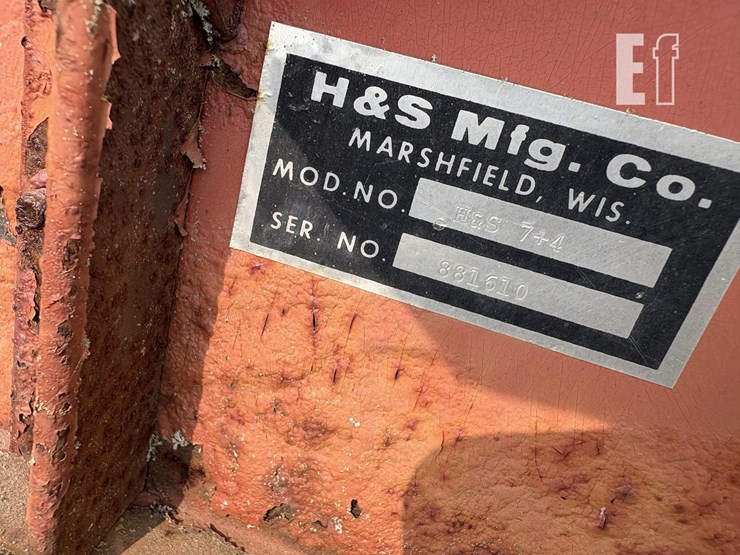 Ef
H&S Mfg. Co.
MARSHFIELD, WIS.
MOD. NO. H&S 7+4
SER. NO. 881610